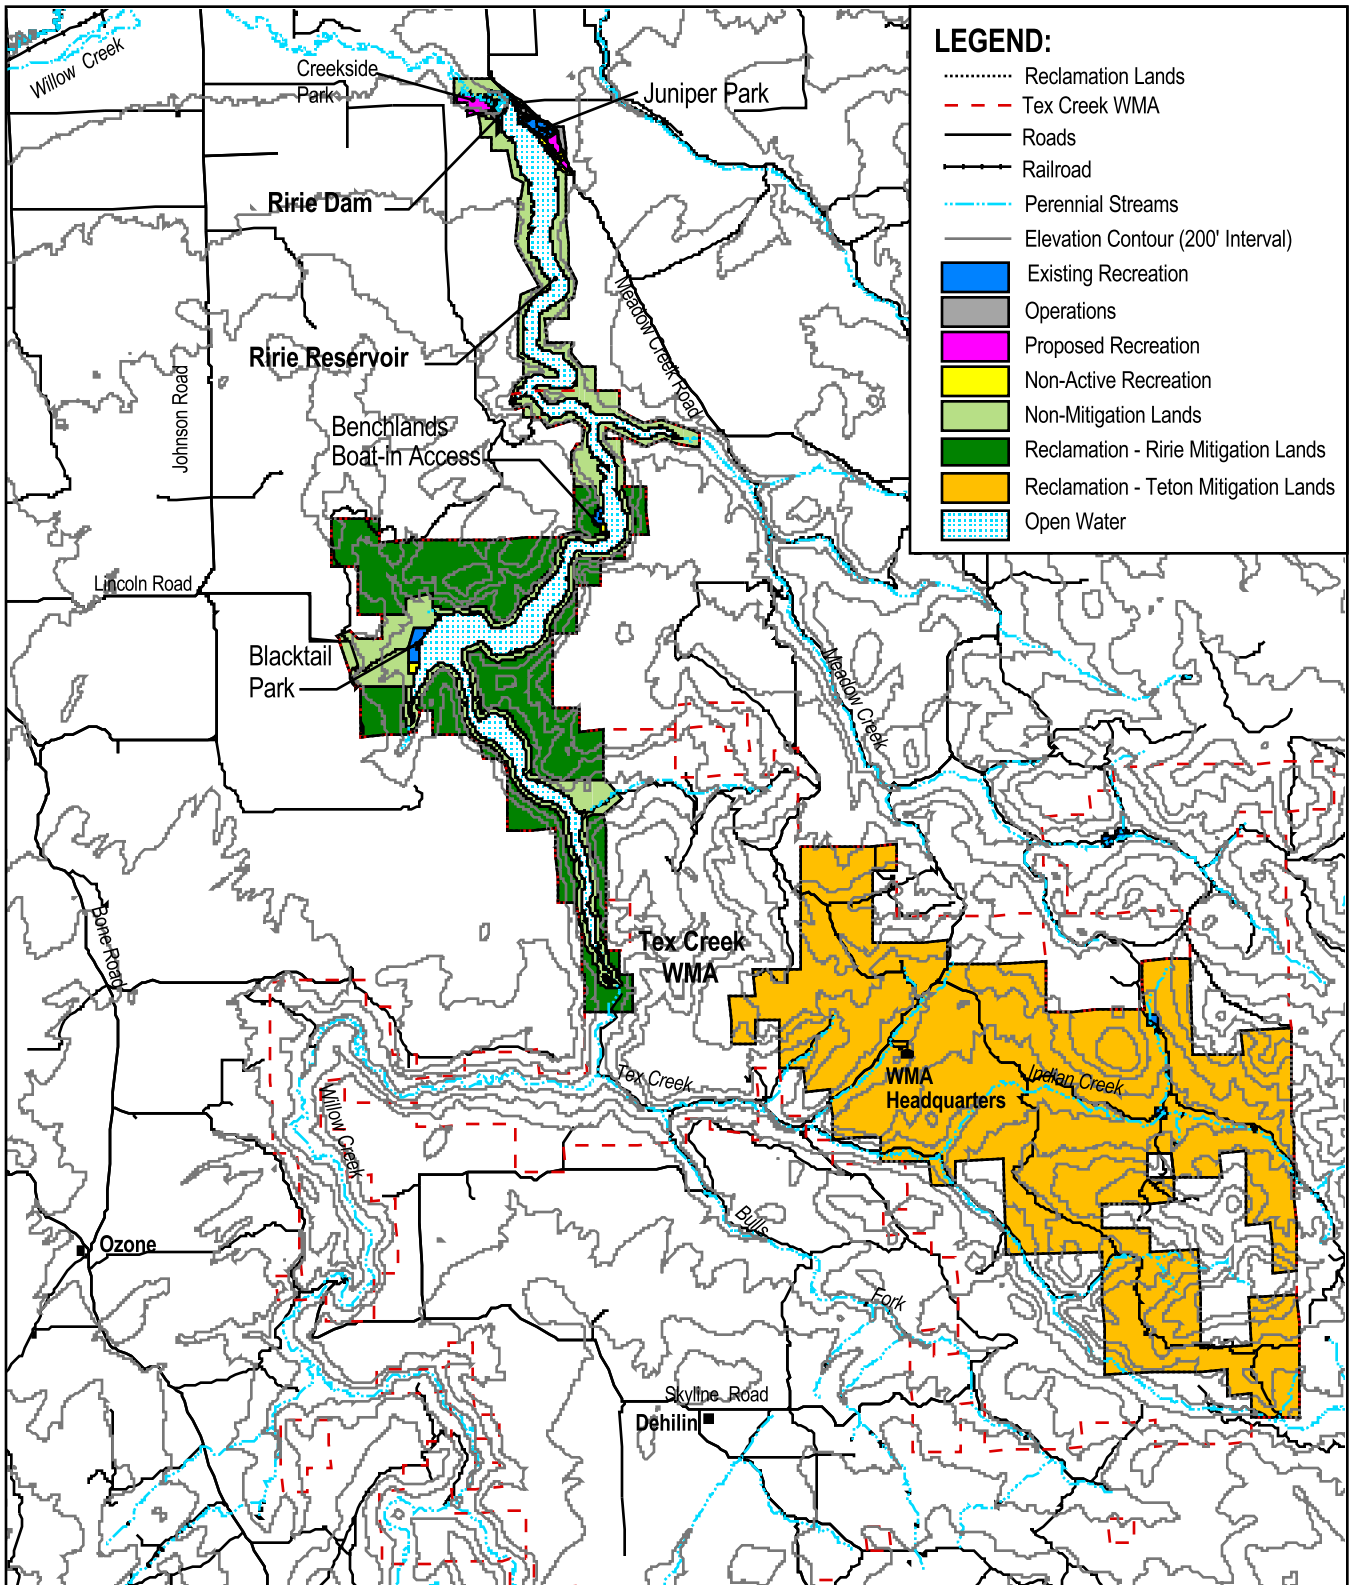 LEGEND:
Reclamation Lands
Tex Creek WMA
Roads
Railroad
Perennial Streams
Elevation Contour (200' Interval)
Existing Recreation
Operations
Proposed Recreation
Non-Active Recreation
Non-Mitigation Lands
Reclamation - Ririe Mitigation Lands
Reclamation - Teton Mitigation Lands
Open Water
Willow Creek
Creekside
Park
Juniper Park
Ririe Dam
Meadow Creek Road
Ririe Reservoir
Johnson Road
Benchlands
Boat-in Access
Lincoln Road
Blacktail
Park
Meadow Creek
Bone Road
Tex Creek
WMA
WMA
Headquarters
Indian Creek
Tex Creek
Willow Creek
Bulls
Fork
Ozone
Skyline Road
Dehilin